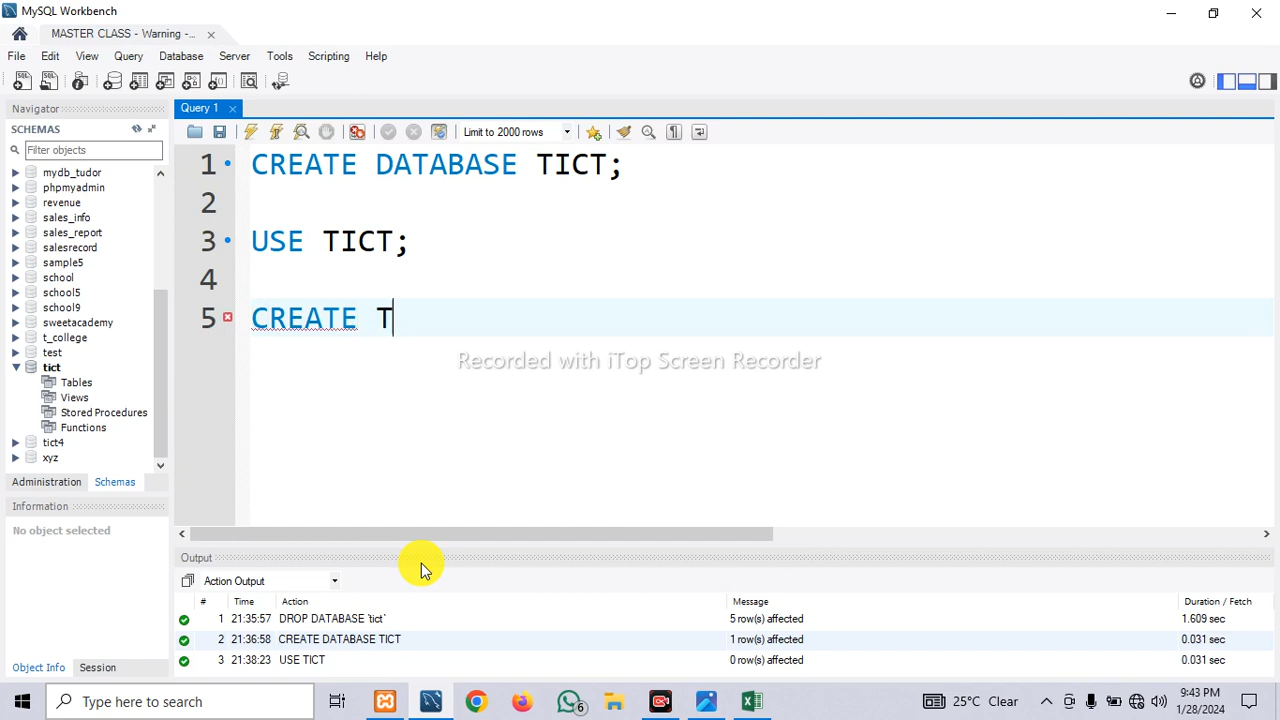 MySQL Workbench
MASTER CLASS - Warning -...
File Edit View Query Database Server Tools Scripting Help
Navigator
SCHEMAS
Filter objects
mydb_tudor
phpmyadmin
revenue
sales_info
sales_report
salesrecord
sample5
school
school5
school9
sweetacademy
t_college
test
tict
Tables
Views
Stored Procedures
Functions
tict4
xyz
Administration Schemas
Information
No object selected
Object Info Session
Query 1
Limit to 2000 rows
1 CREATE DATABASE TICT;
2
3 USE TICT;
4
5 CREATE T
Recorded with iTop Screen Recorder
Output
Action Output
# Time Action Message Duration / Fetch
1 21:35:57 DROP DATABASE `tict` 5 row(s) affected 1.609 sec
2 21:36:58 CREATE DATABASE TICT 1 row(s) affected 0.031 sec
3 21:38:23 USE TICT 0 row(s) affected 0.031 sec
Type here to search
6
25°C Clear
9:43 PM
1/28/2024